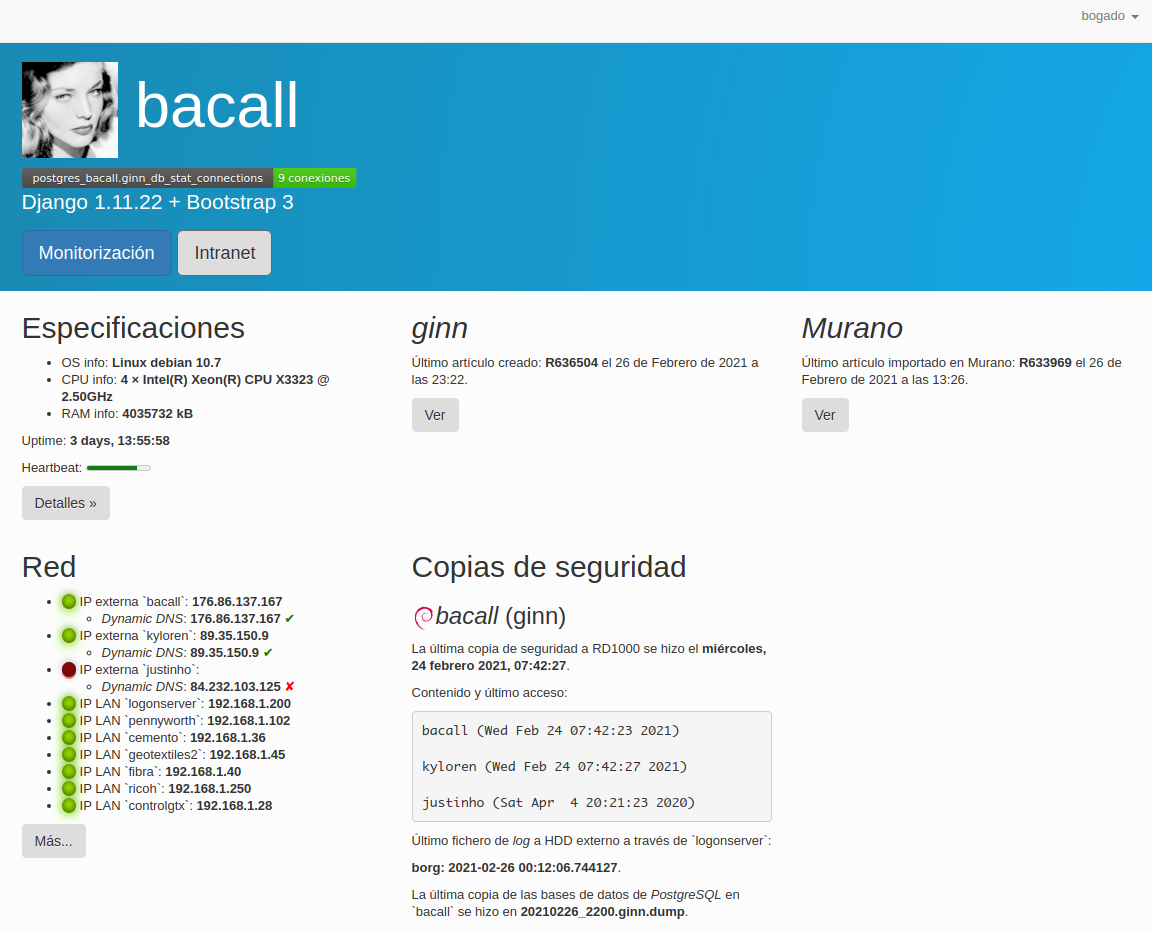 bogado
bacall
postgres_bacall.ginn_db_stat_connections 9 conexiones
Django 1.11.22 + Bootstrap 3
Monitorización Intranet
Especificaciones
OS info: Linux debian 10.7
CPU info: 4 × Intel(R) Xeon(R) CPU X3323 @
2.50GHz
RAM info: 4035732 kB
Uptime: 3 days, 13:55:58
Heartbeat:
Detalles »
ginn
Último artículo creado: R636504 el 26 de Febrero de 2021 a
las 23:22.
Ver
Murano
Último artículo importado en Murano: R633969 el 26 de
Febrero de 2021 a las 13:26.
Ver
Red
IP externa `bacall`: 176.86.137.167
Dynamic DNS: 176.86.137.167 ✔
IP externa `kyloren`: 89.35.150.9
Dynamic DNS: 89.35.150.9 ✔
IP externa `justinho`:
Dynamic DNS: 84.232.103.125 ✘
IP LAN `logonserver`: 192.168.1.200
IP LAN `pennyworth`: 192.168.1.102
IP LAN `cemento`: 192.168.1.36
IP LAN `geotextiles2`: 192.168.1.45
IP LAN `fibra`: 192.168.1.40
IP LAN `ricoh`: 192.168.1.250
IP LAN `controlgtx`: 192.168.1.28
Más...
Copias de seguridad
bacall (ginn)
La última copia de seguridad a RD1000 se hizo el miércoles,
24 febrero 2021, 07:42:27.
Contenido y último acceso:
bacall (Wed Feb 24 07:42:23 2021)
kyloren (Wed Feb 24 07:42:27 2021)
justinho (Sat Apr  4 20:21:23 2020)
Último fichero de log a HDD externo a través de `logonserver`:
borg: 2021-02-26 00:12:06.744127.
La última copia de las bases de datos de PostgreSQL en
`bacall` se hizo en 20210226_2200.ginn.dump.